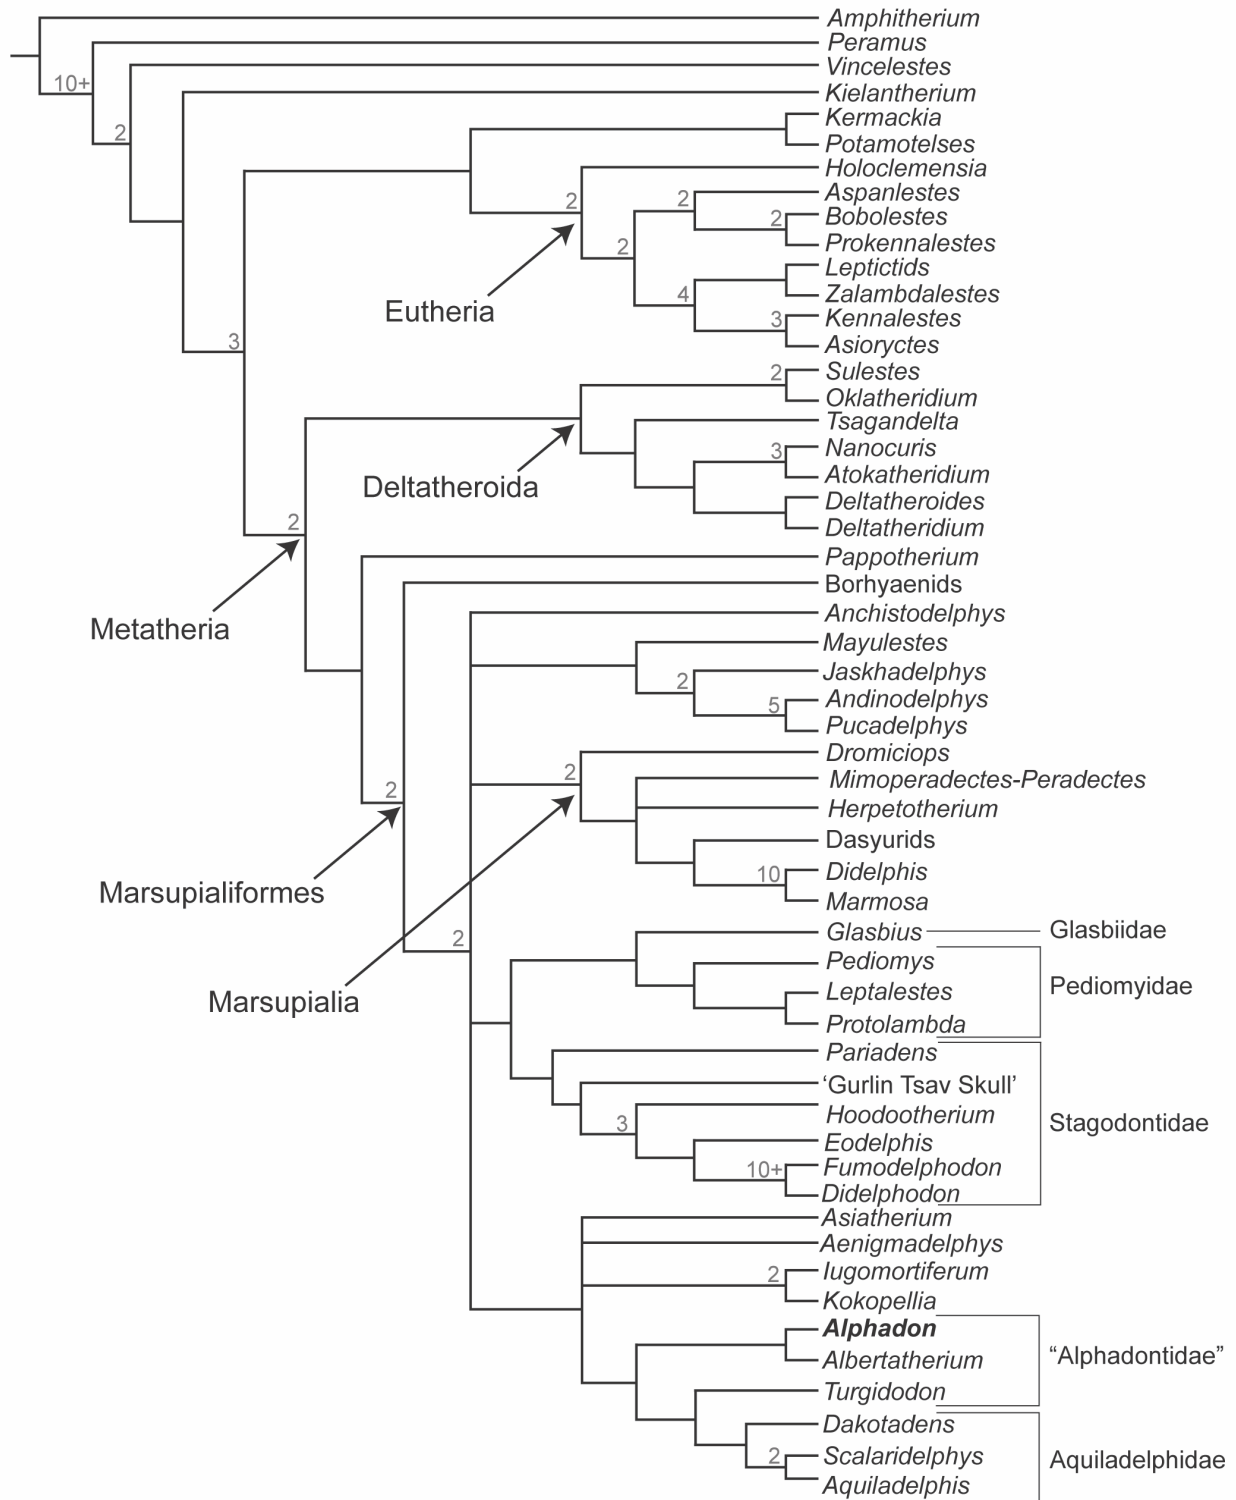 Amphitherium
Peramus
10+
Vincelestes
2
Kielantherium
Kermackia
Potamotelses
Holoclemensia
2
Aspanlestes
2
Bobolestes
2
Prokennalestes
2
Leptictids
Zalambdalestes
4
Kennalestes
3
Asioryctes
Eutheria
3
Sulestes
2
Oklatheridium
Tsagandelta
Nanocuris
3
Atokatheridium
Deltatheroida
Deltatheroides
Deltatheridium
2
Pappotherium
Borhyaenids
Anchistodelphys
Metatheria
Mayulestes
Jaskhadelphys
2
Andinodelphys
5
Pucadelphys
Dromiciops
2
Mimoperadectes-Peradectes
2
Herpetotherium
Dasyurids
Didelphis
10
Marsupialiformes
Marmosa
Glasbius
Glasbiidae
2
Pediomys
Pediomyidae
Leptalestes
Marsupialia
Protolambda
Pariadens
‘Gurlin Tsav Skull’
Hoodootherium
3
Stagodontidae
Eodelphis
Fumodelphodon
10+
Didelphodon
Asiatherium
Aenigmadelphys
Iugomortiferum
2
Kokopellia
Alphadon
“Alphadontidae”
Albertatherium
Turgidodon
Dakotadens
Scalaridelphys
2
Aquiladelphidae
Aquiladelphis